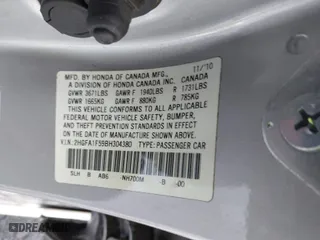 MFD. BY HONDA OF CANADA MFG., 11/10
A DIVISION OF HONDA CANADA INC. CANADA
GVWR 3671LBS GAWR F 1940LBS R 1731LBS
GVWR 1665KG GAWR F 880KG R 785KG
THIS VEHICLE CONFORMS TO ALL APPLICABLE
FEDERAL MOTOR VEHICLE SAFETY, BUMPER,
AND THEFT PREVENTION STANDARDS IN EFFECT
ON THE DATE OF MANUFACTURE SHOWN ABOVE.
V.I.N.: 2HGFA1F59BH304380 TYPE: PASSENGER CAR
SLH B A86 NH700M B